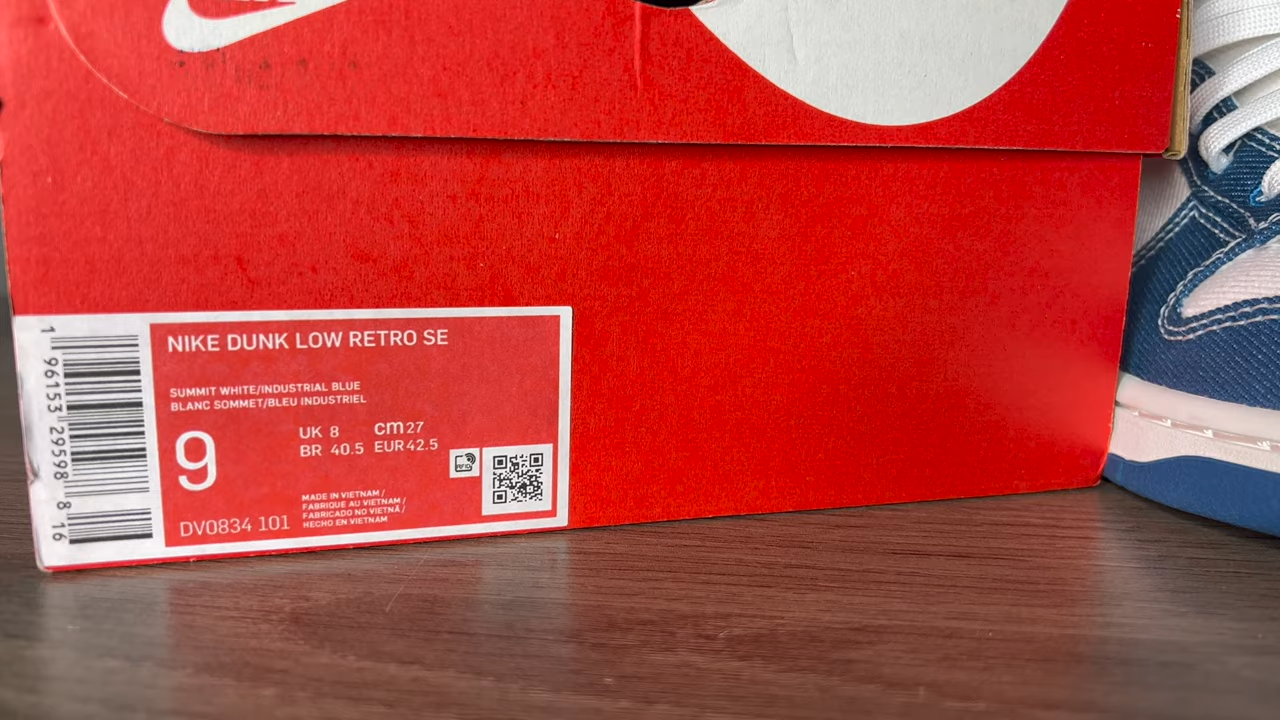 NIKE DUNK LOW RETRO SE
SUMMIT WHITE/INDUSTRIAL BLUE
BLANC SOMMET/BLEU INDUSTRIEL
9
UK 8 cm 27
BR 40.5 EUR 42.5
RFID
MADE IN VIETNAM /
FABRIQUE AU VIETNAM /
FABRICADO NO VIETNÃ /
HECHO EN VIETNAM
DV0834 101
1 96153 29598 8 16